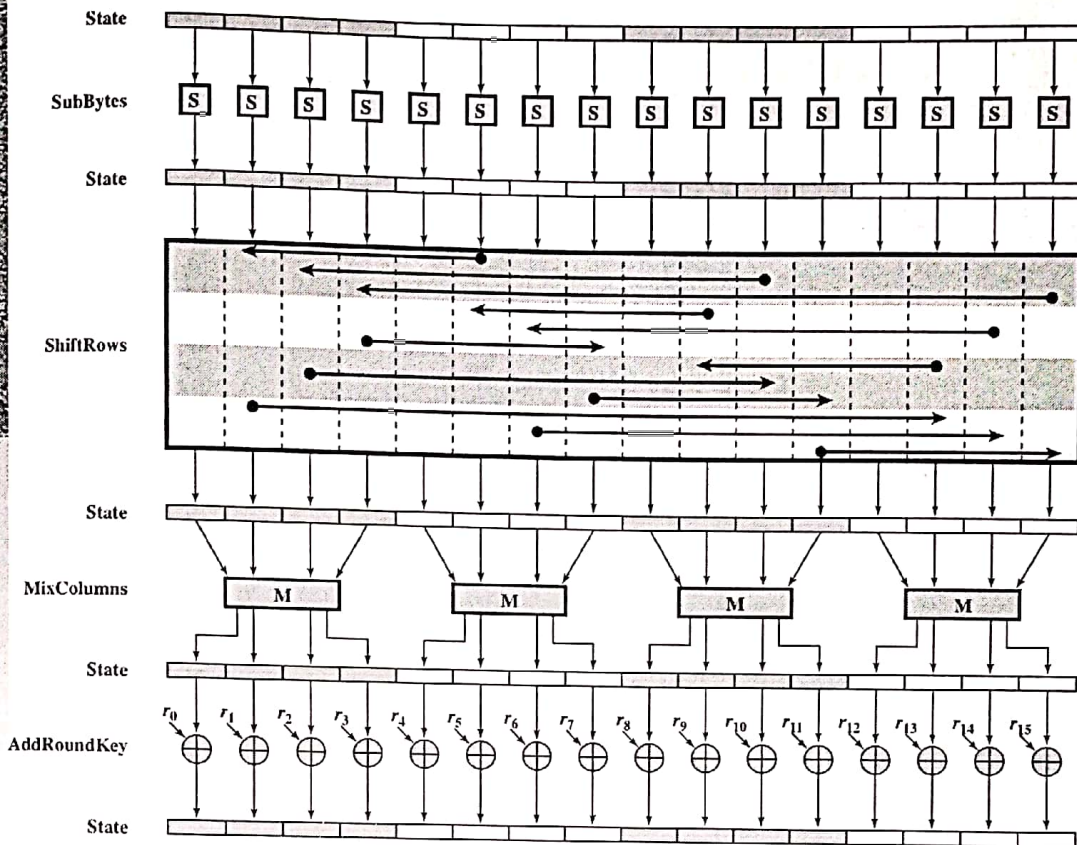 State
SubBytes S S S S S S S S S S S S S S S S
State
ShiftRows
State
MixColumns M M M M
State
r0 r1 r2 r3 r4 r5 r6 r7 r8 r9 r10 r11 r12 r13 r14 r15
AddRoundKey
State